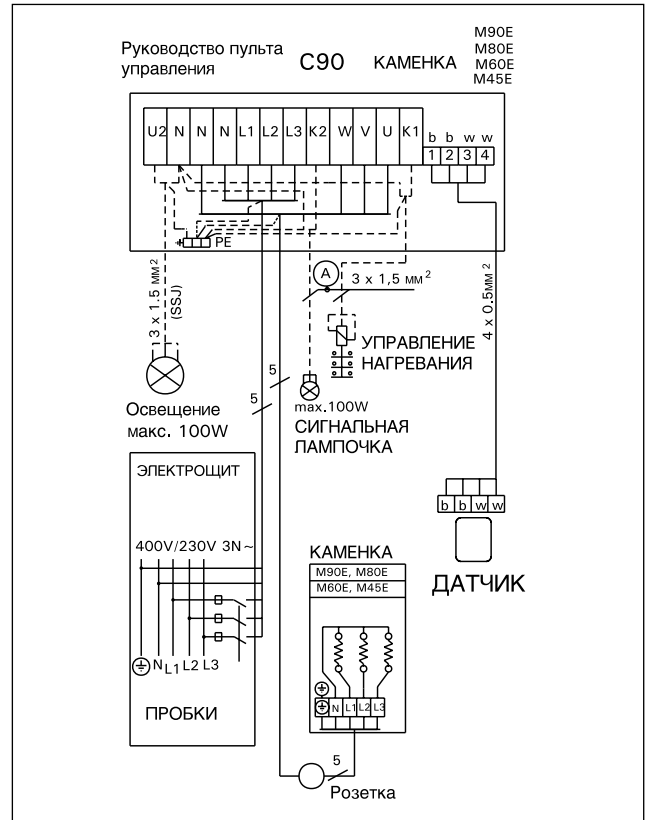 Руководство пульта управления
C90 КАМЕНКА
M90E
M80E
M60E
M45E
U2 N N N L1 L2 L3 K2 W V U K1
b b w w
1 2 3 4
PE
3 x 1.5 мм²
(SSJ)
A
3 x 1,5 мм²
4 x 0.5мм²
УПРАВЛЕНИЕ
НАГРЕВАНИЯ
5
5
Освещение
макс. 100W
max.100W
СИГНАЛЬНАЯ
ЛАМПОЧКА
ЭЛЕКТРОЩИТ
400V/230V 3N~
N L1 L2 L3
ПРОБКИ
b b w w
ДАТЧИК
КАМЕНКА
M90E, M80E
M60E, M45E
N L1 L2 L3
5
Розетка